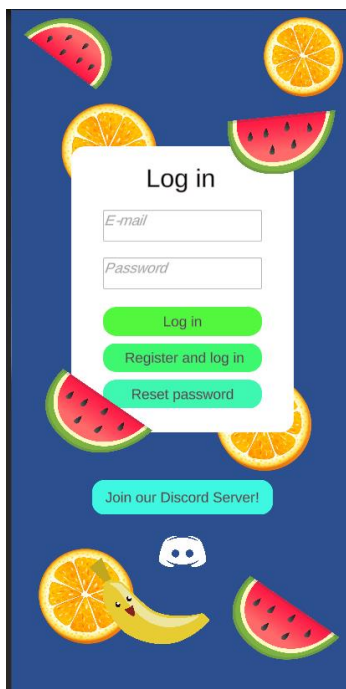 Log in
E-mail
Password
Log in
Register and log in
Reset password
Join our Discord Server!